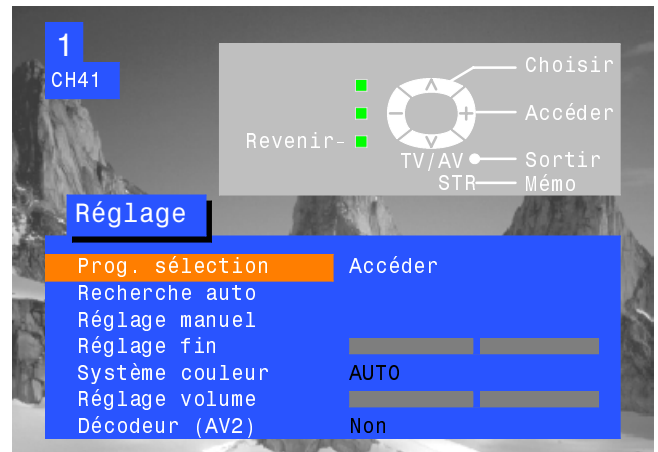 1
CH41
Choisir
Accéder
Revenir-
TV/AV Sortir
STR Mémo
Réglage
Prog. sélection Accéder
Recherche auto
Réglage manuel
Réglage fin
Système couleur AUTO
Réglage volume
Décodeur (AV2) Non